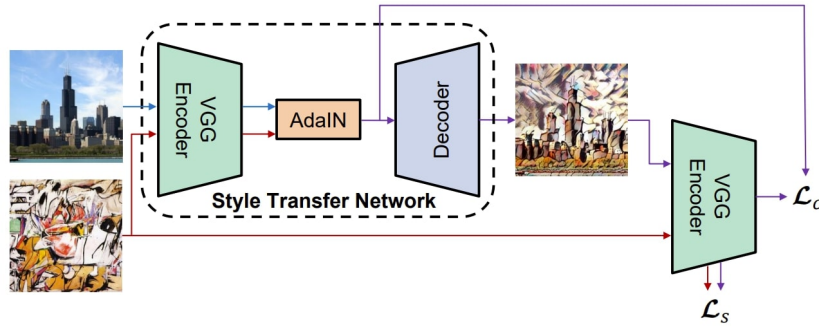 VGG
Encoder
AdaIN
Decoder
Style Transfer Network
VGG
Encoder
ℒc
ℒs